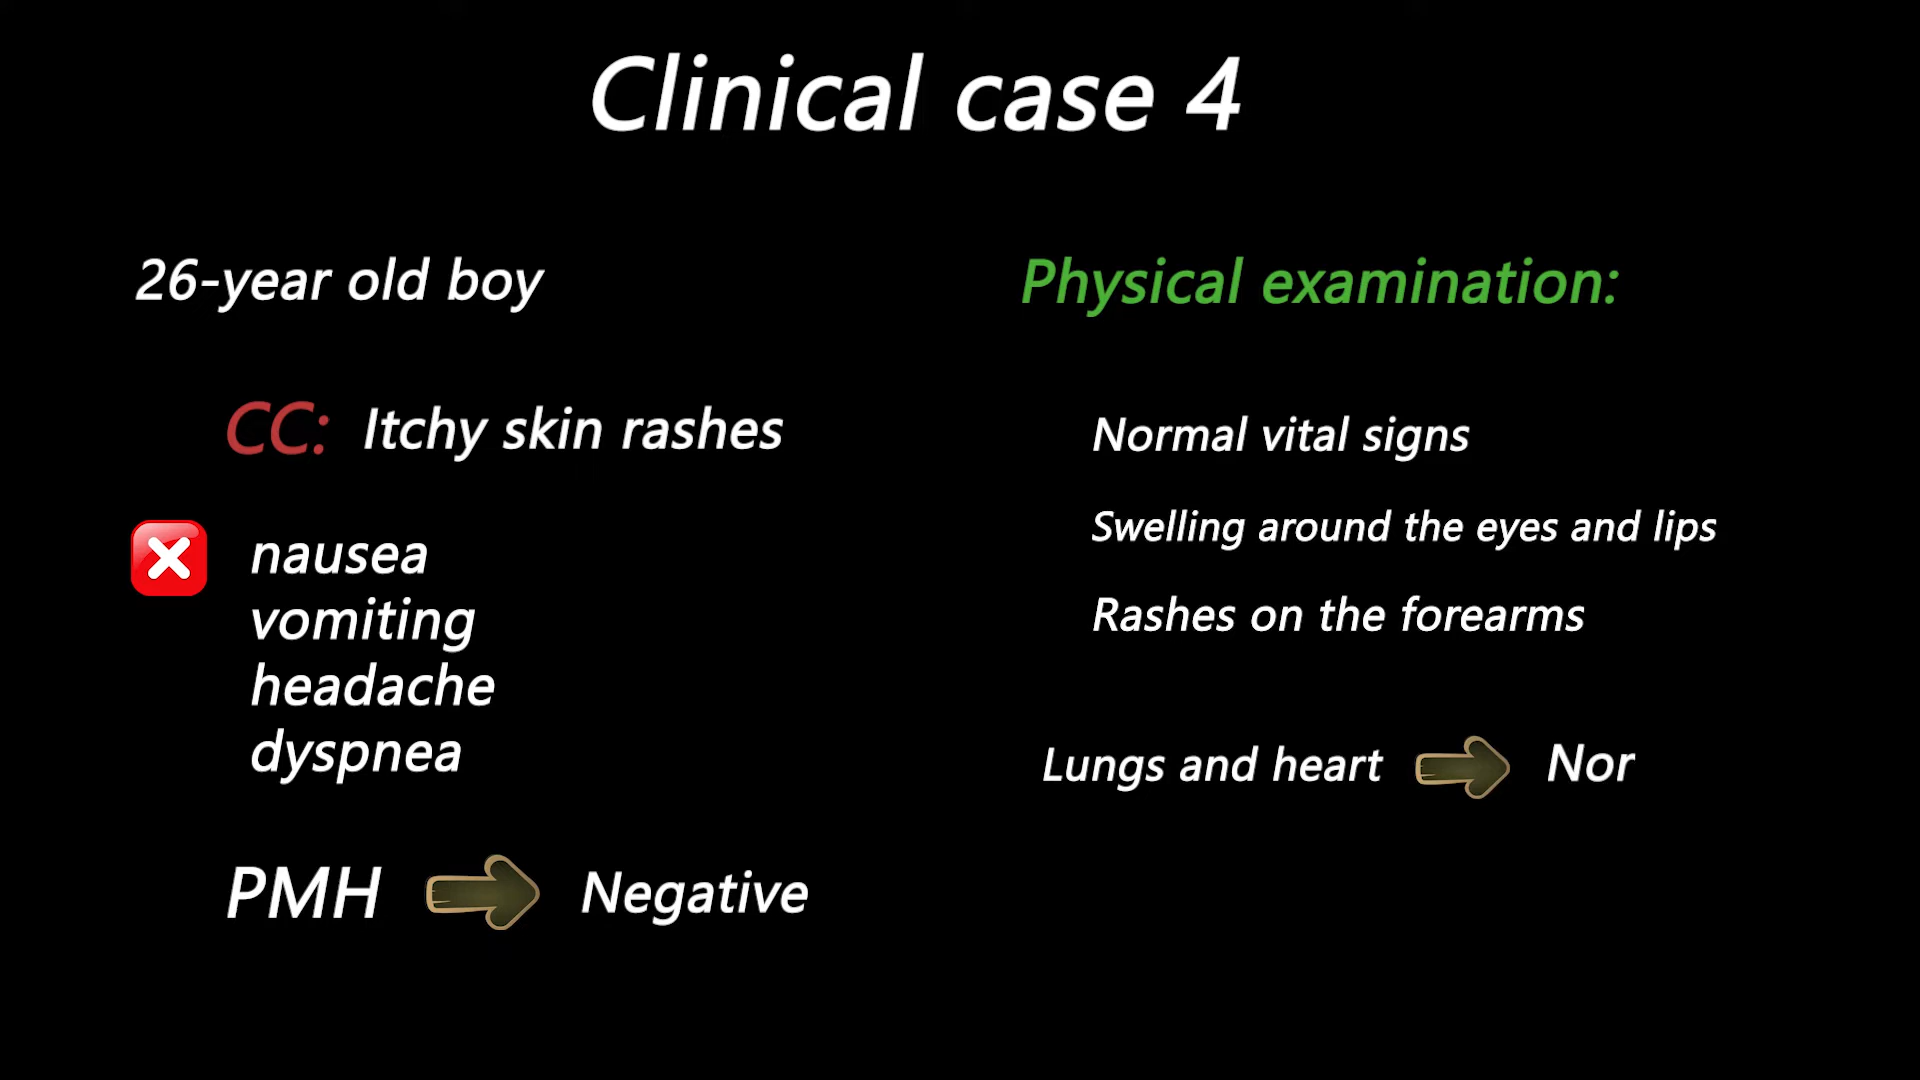 Clinical case 4
26-year old boy
CC: Itchy skin rashes
nausea
vomiting
headache
dyspnea
PMH Negative
Physical examination:
Normal vital signs
Swelling around the eyes and lips
Rashes on the forearms
Lungs and heart Nor